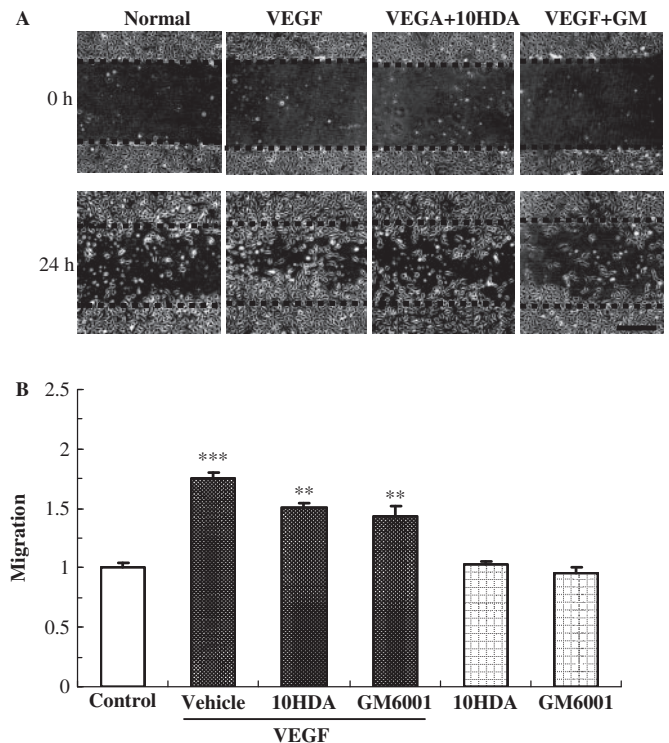 A
Normal VEGF VEGA+10HDA VEGF+GM
0 h
24 h
B
2.5
2
1.5
1
0.5
0
Migration
***
**
**
Control Vehicle 10HDA GM6001 10HDA GM6001
VEGF